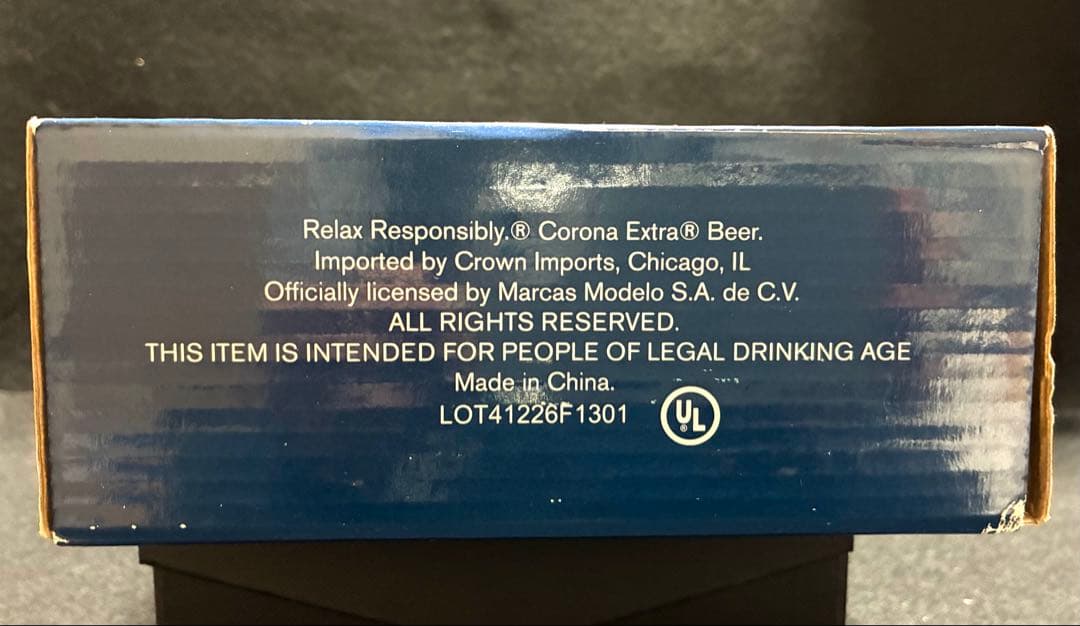 Relax Responsibly.® Corona Extra® Beer.
Imported by Crown Imports, Chicago, IL
Officially licensed by Marcas Modelo S.A. de C.V.
ALL RIGHTS RESERVED.
THIS ITEM IS INTENDED FOR PEOPLE OF LEGAL DRINKING AGE
Made in China.
LOT41226F1301
UL®